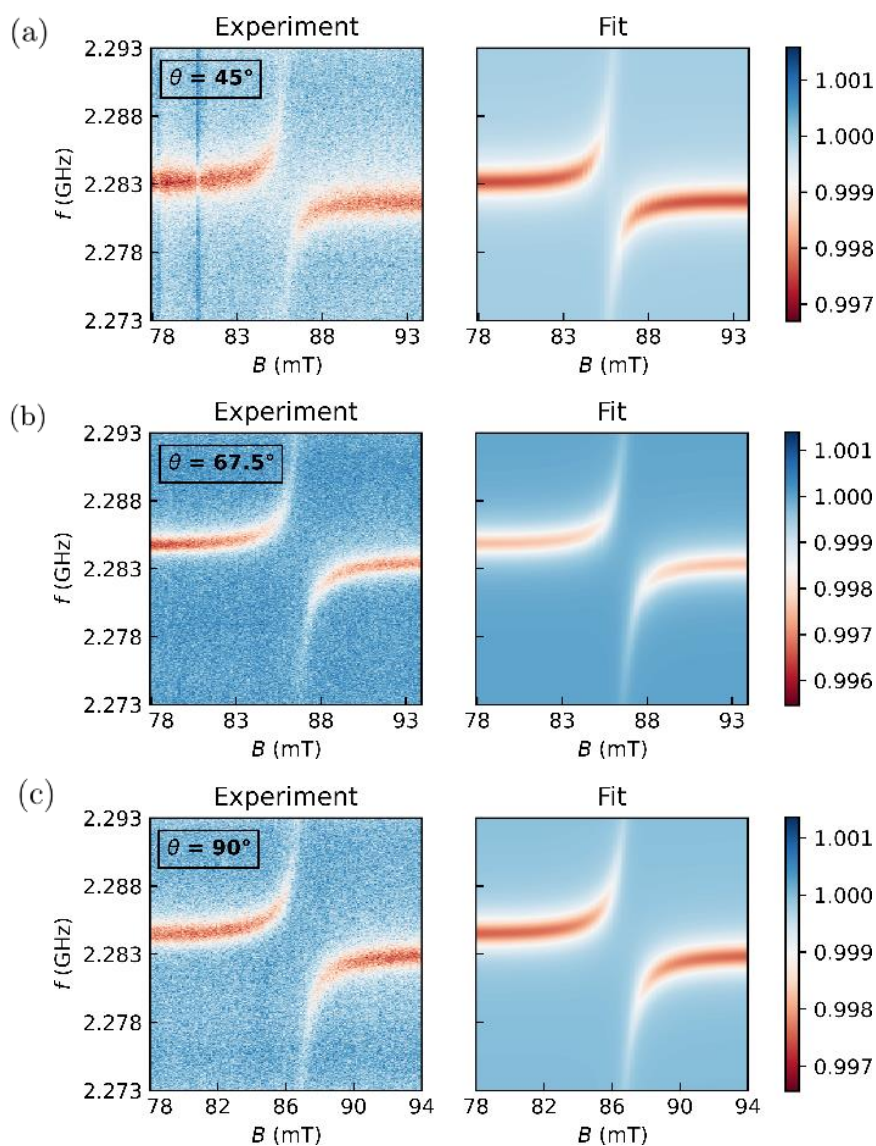 (a)
Experiment
Fit
θ = 45°
2.293
2.288
2.283
2.278
2.273
f (GHz)
78 83 88 93
B (mT)
78 83 88 93
B (mT)
1.001
1.000
0.999
0.998
0.997
(b)
Experiment
Fit
θ = 67.5°
2.293
2.288
2.283
2.278
2.273
f (GHz)
78 83 88 93
B (mT)
78 83 88 93
B (mT)
1.001
1.000
0.999
0.998
0.997
0.996
(c)
Experiment
Fit
θ = 90°
2.293
2.288
2.283
2.278
2.273
f (GHz)
78 82 86 90 94
B (mT)
78 82 86 90 94
B (mT)
1.001
1.000
0.999
0.998
0.997